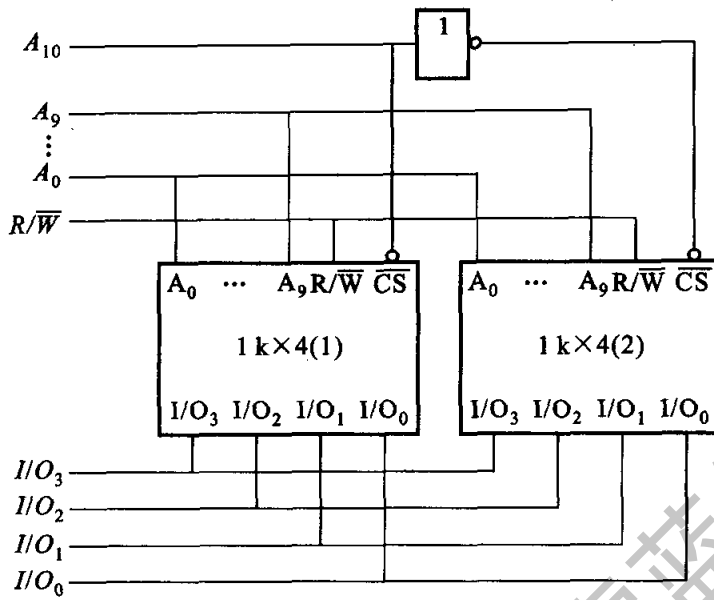 A₁₀
1
A₉
⋮
A₀
R/W̅
A₀ ··· A₉ R/W̅ C̅S̅
A₀ ··· A₉ R/W̅ C̅S̅
1 k×4(1)
1 k×4(2)
I/O₃ I/O₂ I/O₁ I/O₀
I/O₃ I/O₂ I/O₁ I/O₀
I/O₃
I/O₂
I/O₁
I/O₀
蓝